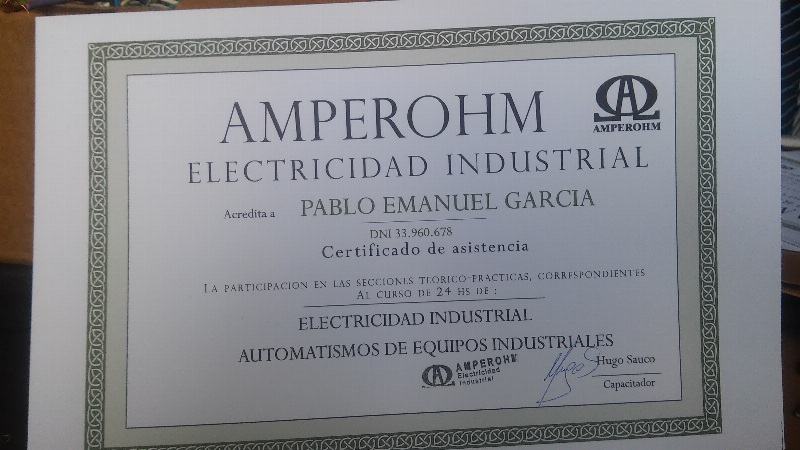 AMPEROHM
AMPEROHM
ELECTRICIDAD INDUSTRIAL
Acredita a PABLO EMANUEL GARCIA
DNI 33.960.678
Certificado de asistencia
LA PARTICIPACION EN LAS SECCIONES TEORICO-PRACTICAS, CORRESPONDIENTES
AL CURSO DE 24 HS DE :
ELECTRICIDAD INDUSTRIAL
AUTOMATISMOS DE EQUIPOS INDUSTRIALES
AMPEROHM
Electricidad
Industrial
Hugo S
Hugo Sauco
Capacitador